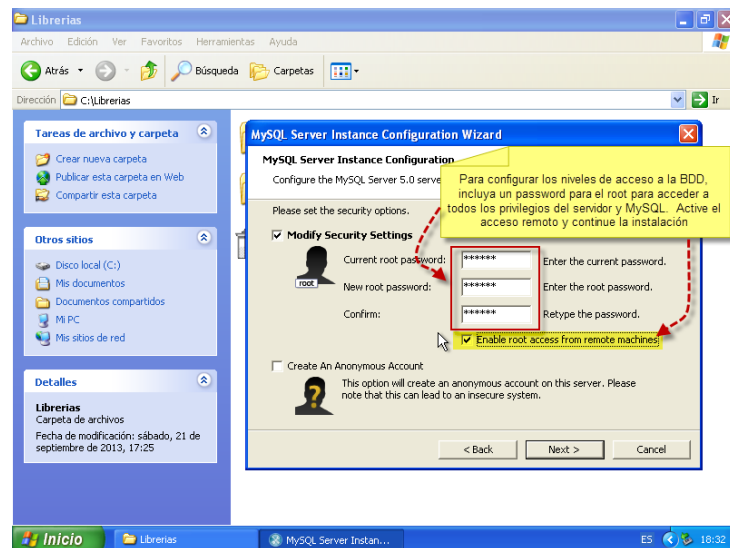 Librerias
Archivo Edición Ver Favoritos Herramientas Ayuda
Atrás Búsqueda Carpetas
Dirección C:\Librerias Ir
Tareas de archivo y carpeta
Crear nueva carpeta
Publicar esta carpeta en Web
Compartir esta carpeta
Otros sitios
Disco local (C:)
Mis documentos
Documentos compartidos
Mi PC
Mis sitios de red
Detalles
Librerias
Carpeta de archivos
Fecha de modificación: sábado, 21 de
septiembre de 2013, 17:25
MySQL Server Instance Configuration Wizard
MySQL Server Instance Configuration
Configure the MySQL Server 5.0 serve
Para configurar los niveles de acceso a la BDD,
incluya un password para el root para acceder a
todos los privilegios del servidor y MySQL. Active el
acceso remoto y continue la instalación
Please set the security options.
Modify Security Settings
root
Current root password: ****** Enter the current password.
New root password: ****** Enter the root password.
Confirm: ****** Retype the password.
Enable root access from remote machines
Create An Anonymous Account
This option will create an anonymous account on this server. Please
note that this can lead to an insecure system.
< Back Next > Cancel
Inicio Librerias MySQL Server Instan... ES 18:32